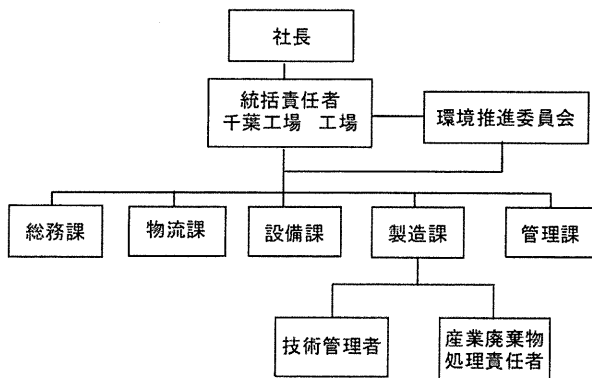 社長
統括責任者
千葉工場　工場
環境推進委員会
総務課
物流課
設備課
製造課
管理課
技術管理者
産業廃棄物
処理責任者